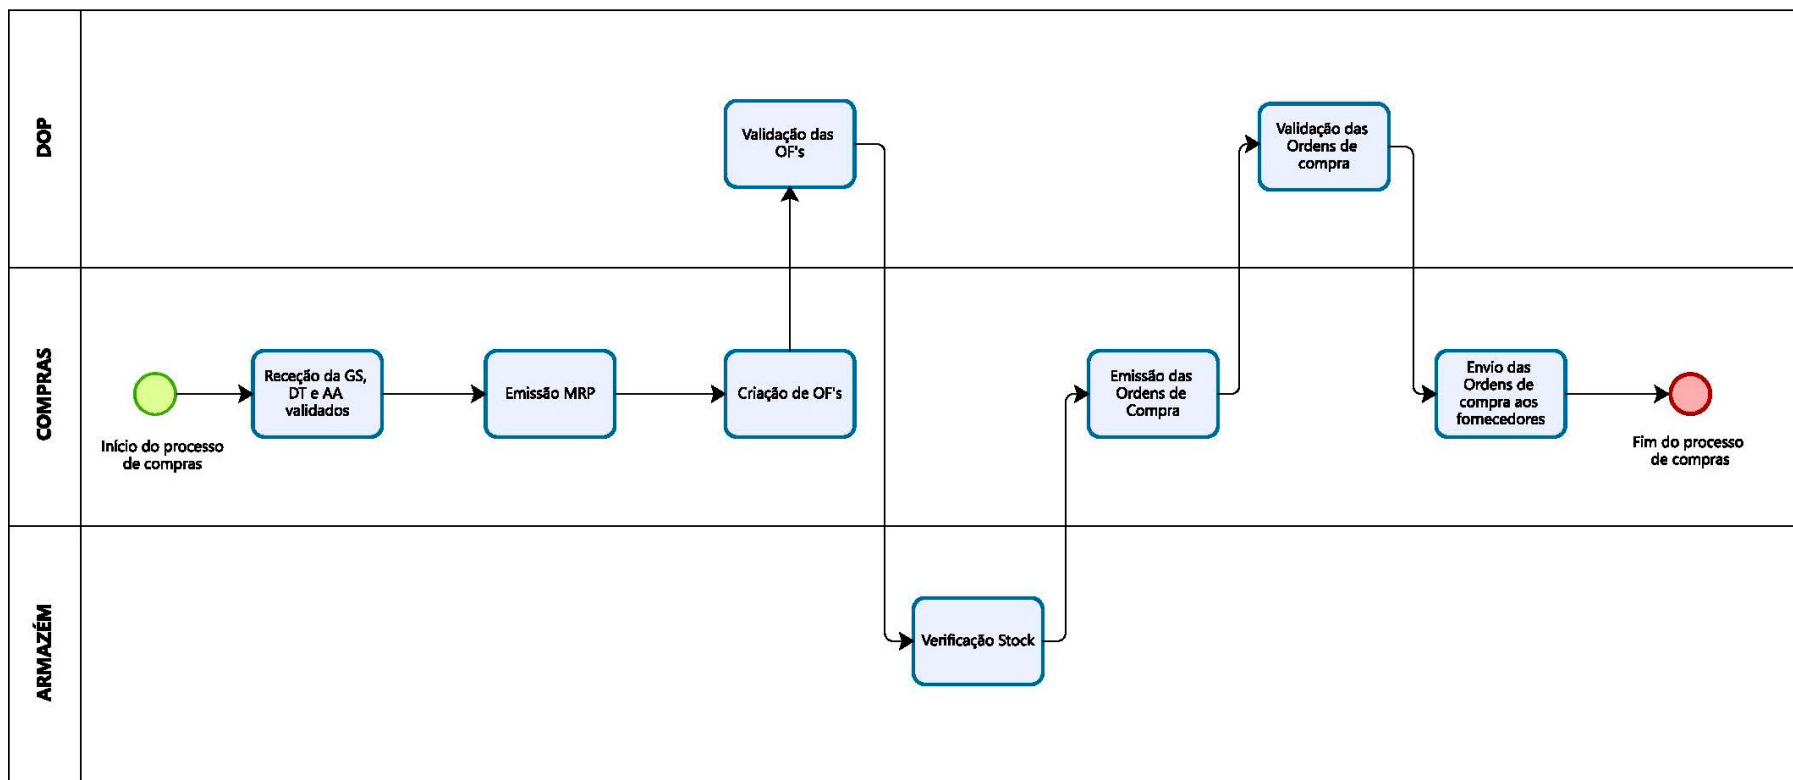 DOP
Validação das
OF's
Validação das
Ordens de
compra
COMPRAS
Início do processo
de compras
Receção da GS,
DT e AA
validados
Emissão MRP
Criação de OF's
Emissão das
Ordens de
Compra
Envio das
Ordens de
compra aos
fornecedores
Fim do processo
de compras
ARMAZÉM
Verificação Stock